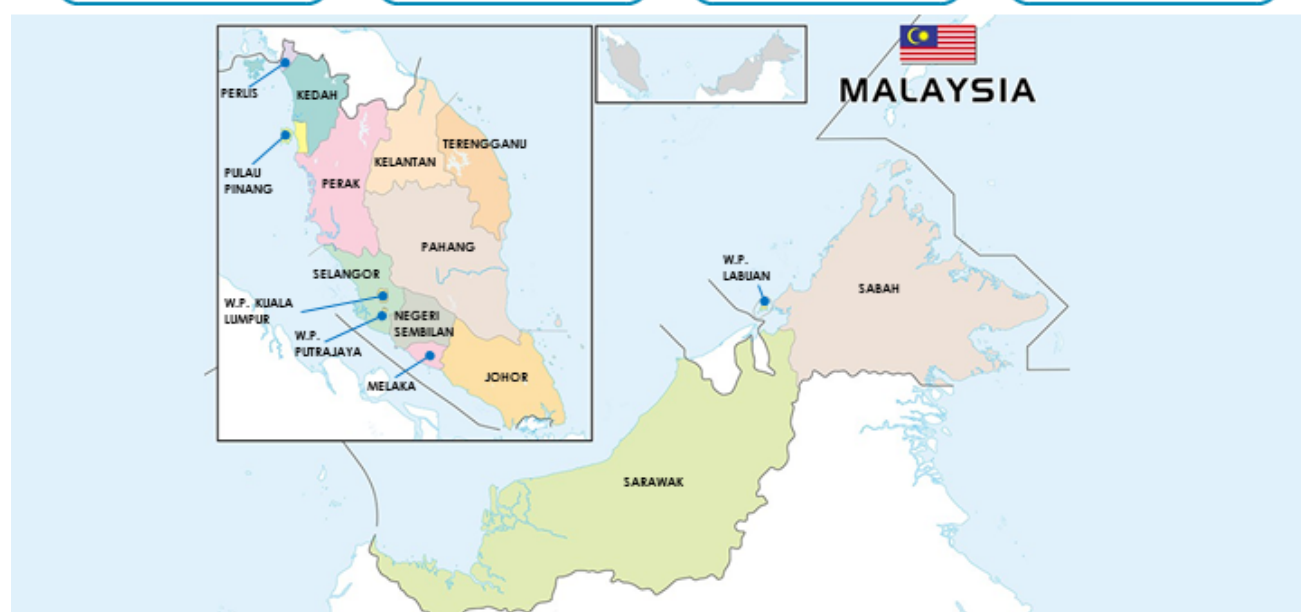 MALAYSIA
PERLIS
KEDAH
TERENGGANU
KELANTAN
PULAU
PINANG
PERAK
PAHANG
SELANGOR
W.P. KUALA
LUMPUR
NEGERI
SEMBILAN
W.P.
PUTRAJAYA
MELAKA
JOHOR
W.P.
LABUAN
SABAH
SARAWAK